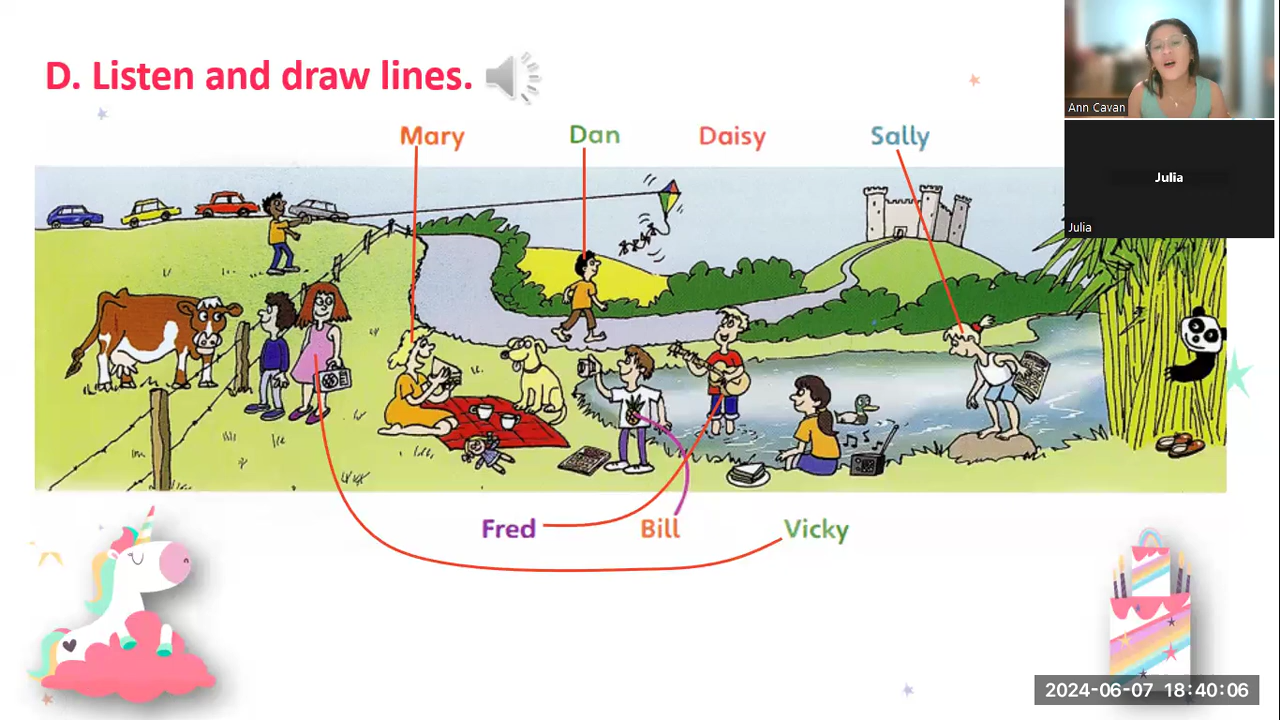 D. Listen and draw lines.
Ann Cavan
Mary Dan Daisy Sally
Julia
Julia
Fred Bill Vicky
2024-06-07 18:40:06